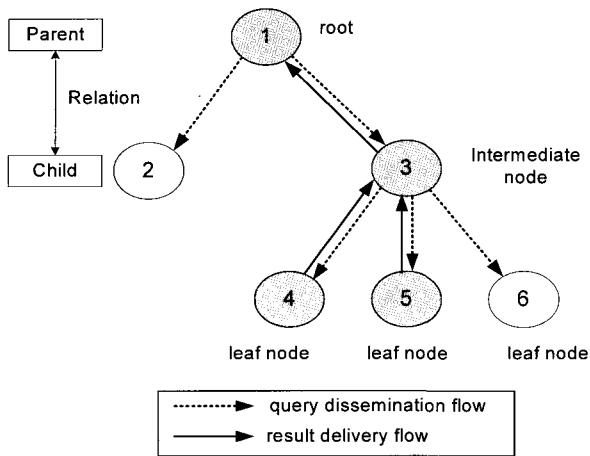 Parent
1
root
Relation
Child
2
3
Intermediate
node
4
5
6
leaf node
leaf node
leaf node
query dissemination flow
result delivery flow